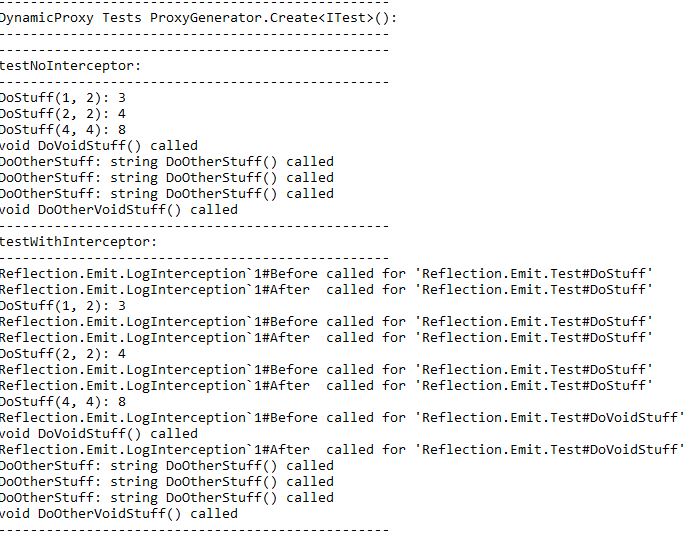 -------------------------------------------------
DynamicProxy Tests ProxyGenerator.Create<ITest>():
-------------------------------------------------
-------------------------------------------------
testNoInterceptor:
-------------------------------------------------
DoStuff(1, 2): 3
DoStuff(2, 2): 4
DoStuff(4, 4): 8
void DoVoidStuff() called
DoOtherStuff: string DoOtherStuff() called
DoOtherStuff: string DoOtherStuff() called
DoOtherStuff: string DoOtherStuff() called
void DoOtherVoidStuff() called
-------------------------------------------------
testWithInterceptor:
-------------------------------------------------
Reflection.Emit.LogInterception`1#Before called for 'Reflection.Emit.Test#DoStuff'
Reflection.Emit.LogInterception`1#After  called for 'Reflection.Emit.Test#DoStuff'
DoStuff(1, 2): 3
Reflection.Emit.LogInterception`1#Before called for 'Reflection.Emit.Test#DoStuff'
Reflection.Emit.LogInterception`1#After  called for 'Reflection.Emit.Test#DoStuff'
DoStuff(2, 2): 4
Reflection.Emit.LogInterception`1#Before called for 'Reflection.Emit.Test#DoStuff'
Reflection.Emit.LogInterception`1#After  called for 'Reflection.Emit.Test#DoStuff'
DoStuff(4, 4): 8
Reflection.Emit.LogInterception`1#Before called for 'Reflection.Emit.Test#DoVoidStuff'
void DoVoidStuff() called
Reflection.Emit.LogInterception`1#After  called for 'Reflection.Emit.Test#DoVoidStuff'
DoOtherStuff: string DoOtherStuff() called
DoOtherStuff: string DoOtherStuff() called
DoOtherStuff: string DoOtherStuff() called
void DoOtherVoidStuff() called
-------------------------------------------------